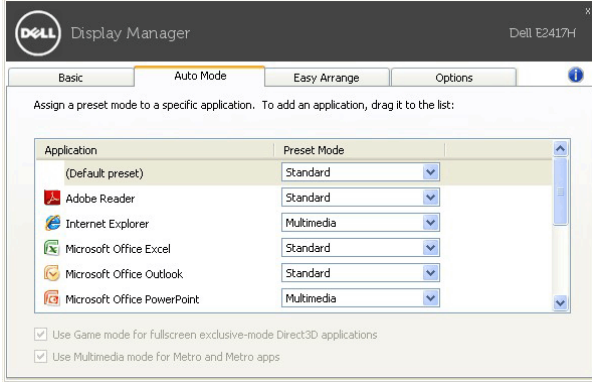 x
DELL Display Manager Dell E2417H
Basic Auto Mode Easy Arrange Options i
Assign a preset mode to a specific application. To add an application, drag it to the list:
Application Preset Mode
(Default preset) Standard
Adobe Reader Standard
Internet Explorer Multimedia
Microsoft Office Excel Standard
Microsoft Office Outlook Standard
Microsoft Office PowerPoint Multimedia
Use Game mode for fullscreen exclusive-mode Direct3D applications
Use Multimedia mode for Metro and Metro apps